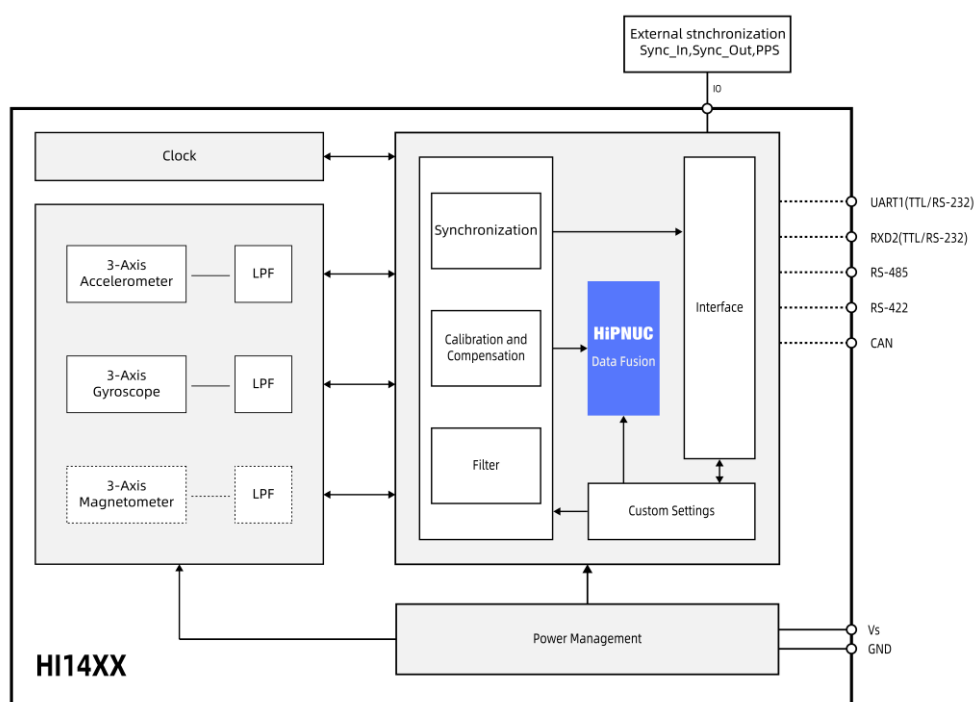 External stnchronization
Sync_In,Sync_Out,PPS
IO
Clock
3-Axis
Accelerometer
LPF
3-Axis
Gyroscope
LPF
3-Axis
Magnetometer
LPF
Synchronization
Calibration and
Compensation
Filter
HiPNUC
Data Fusion
Interface
Custom Settings
UART1(TTL/RS-232)
RXD2(TTL/RS-232)
RS-485
RS-422
CAN
Power Management
Vs
GND
HI14XX